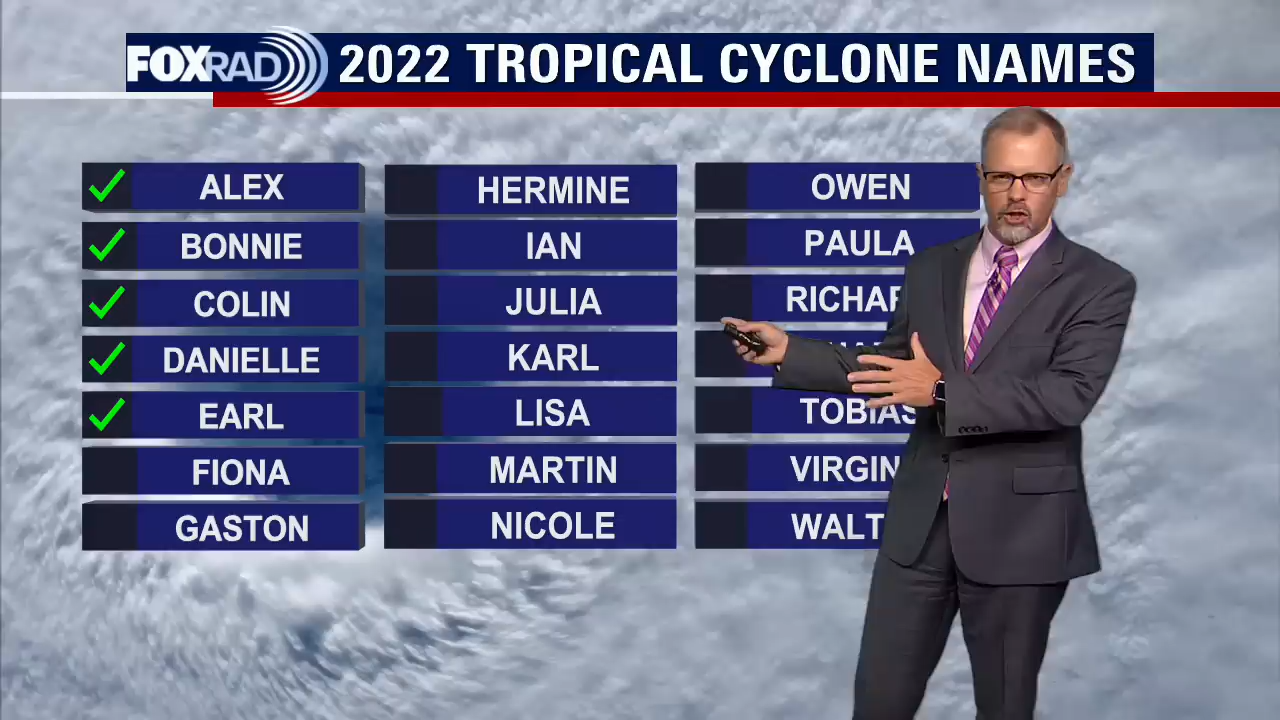 FOXRAD 2022 TROPICAL CYCLONE NAMES
ALEX
BONNIE
COLIN
DANIELLE
EARL
FIONA
GASTON
HERMINE
IAN
JULIA
KARL
LISA
MARTIN
NICOLE
OWEN
PAULA
RICHA
TOBIAS
VIRGIN
WALT